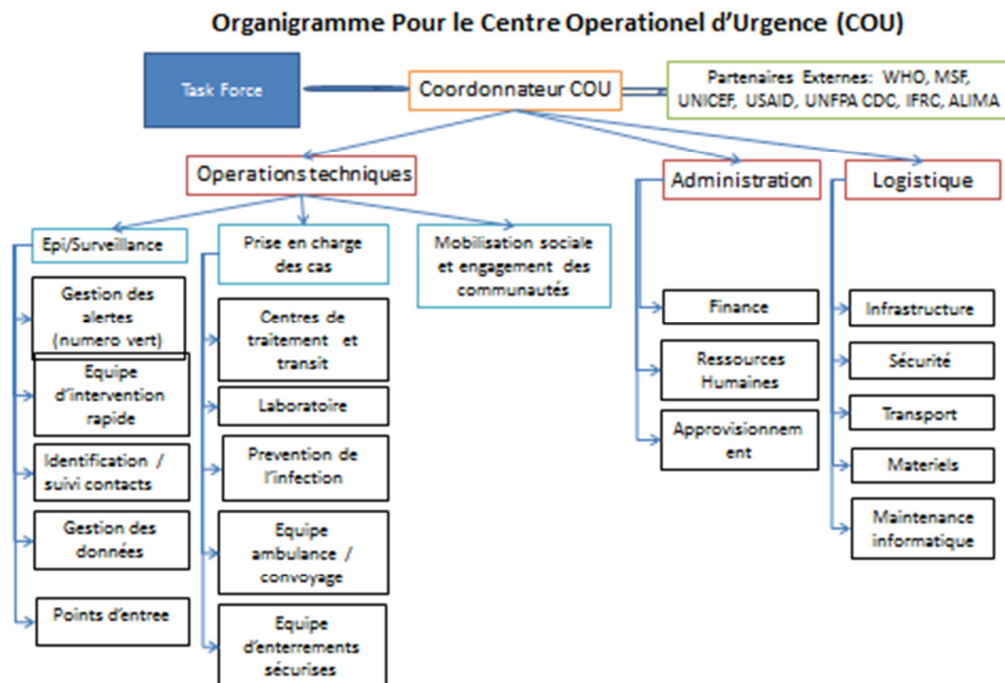 Organigramme Pour le Centre Operationel d'Urgence (COU)
Task Force
Coordonnateur COU
Partenaires Externes: WHO, MSF,
UNICEF, USAID, UNFPA CDC, IFRC, ALIMA
Operations techniques
Administration
Logistique
Epi/Surveillance
Prise en charge
des cas
Mobilisation sociale
et engagement des
communautés
Gestion des
alertes
(numero vert)
Equipe
d'intervention
rapide
Identification /
suivi contacts
Gestion des
données
Points d'entree
Centres de
traitement et
transit
Laboratoire
Prevention de
l'infection
Equipe
ambulance /
convoyage
Equipe
d'enterrements
sécurises
Finance
Ressources
Humaines
Approvisionnem
ent
Infrastructure
Sécurité
Transport
Materiels
Maintenance
informatique